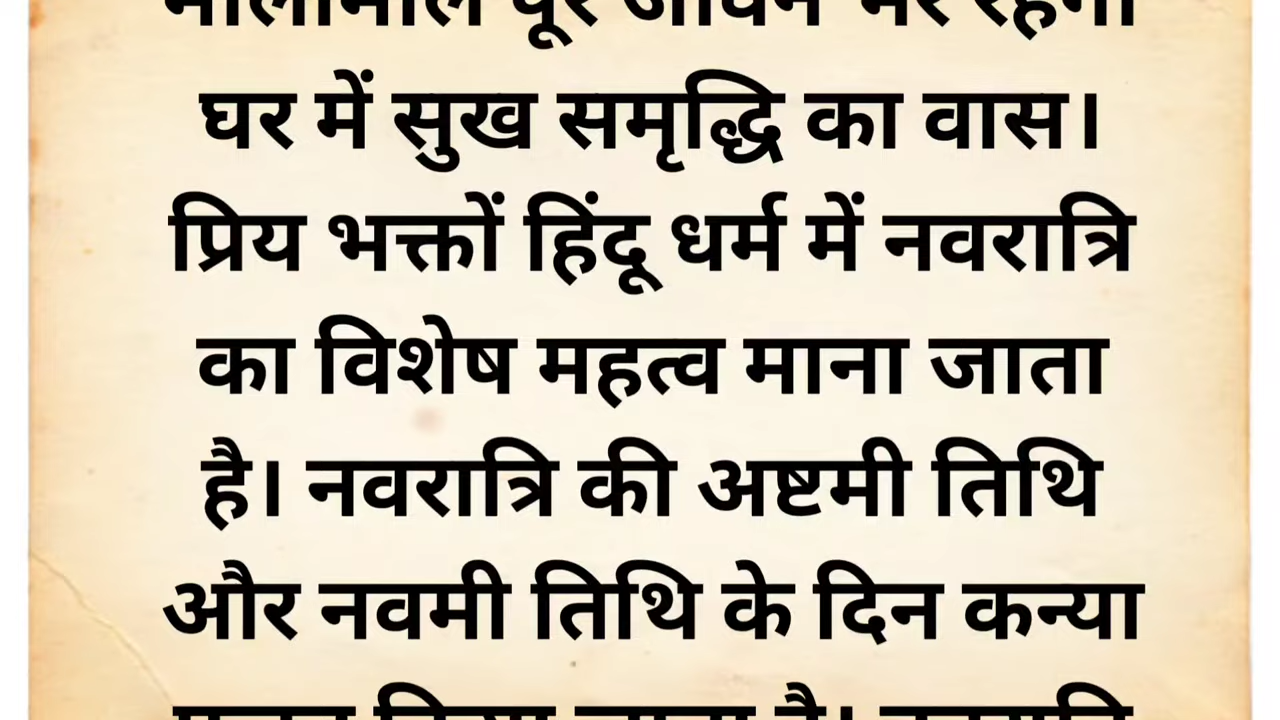 घर में सुख समृद्धि का वास।
प्रिय भक्तों हिंदू धर्म में नवरात्रि
का विशेष महत्व माना जाता
है। नवरात्रि की अष्टमी तिथि
और नवमी तिथि के दिन कन्या